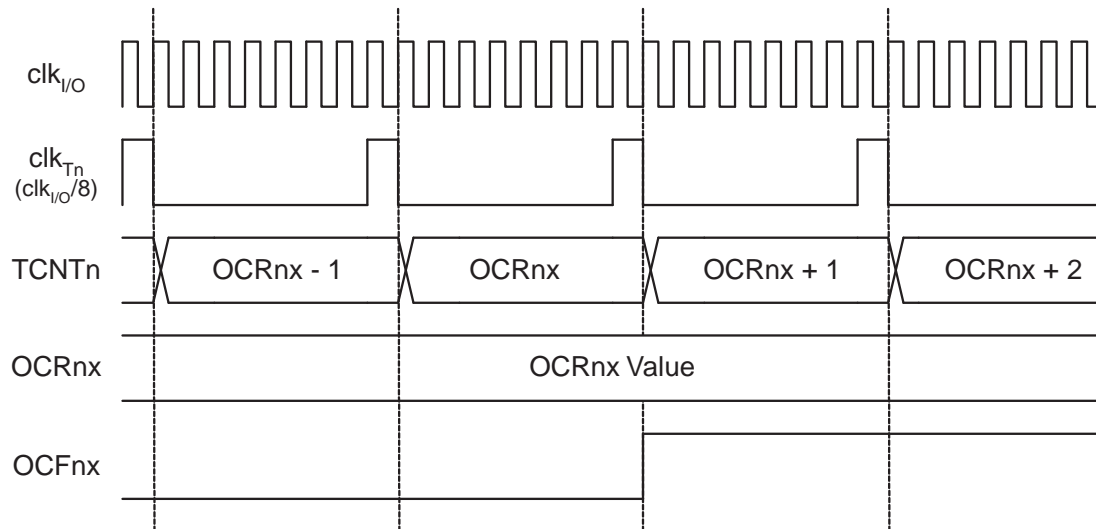 clkI/O
clkTn
(clkI/O/8)
TCNTn
OCRnx - 1
OCRnx
OCRnx + 1
OCRnx + 2
OCRnx
OCRnx Value
OCFnx